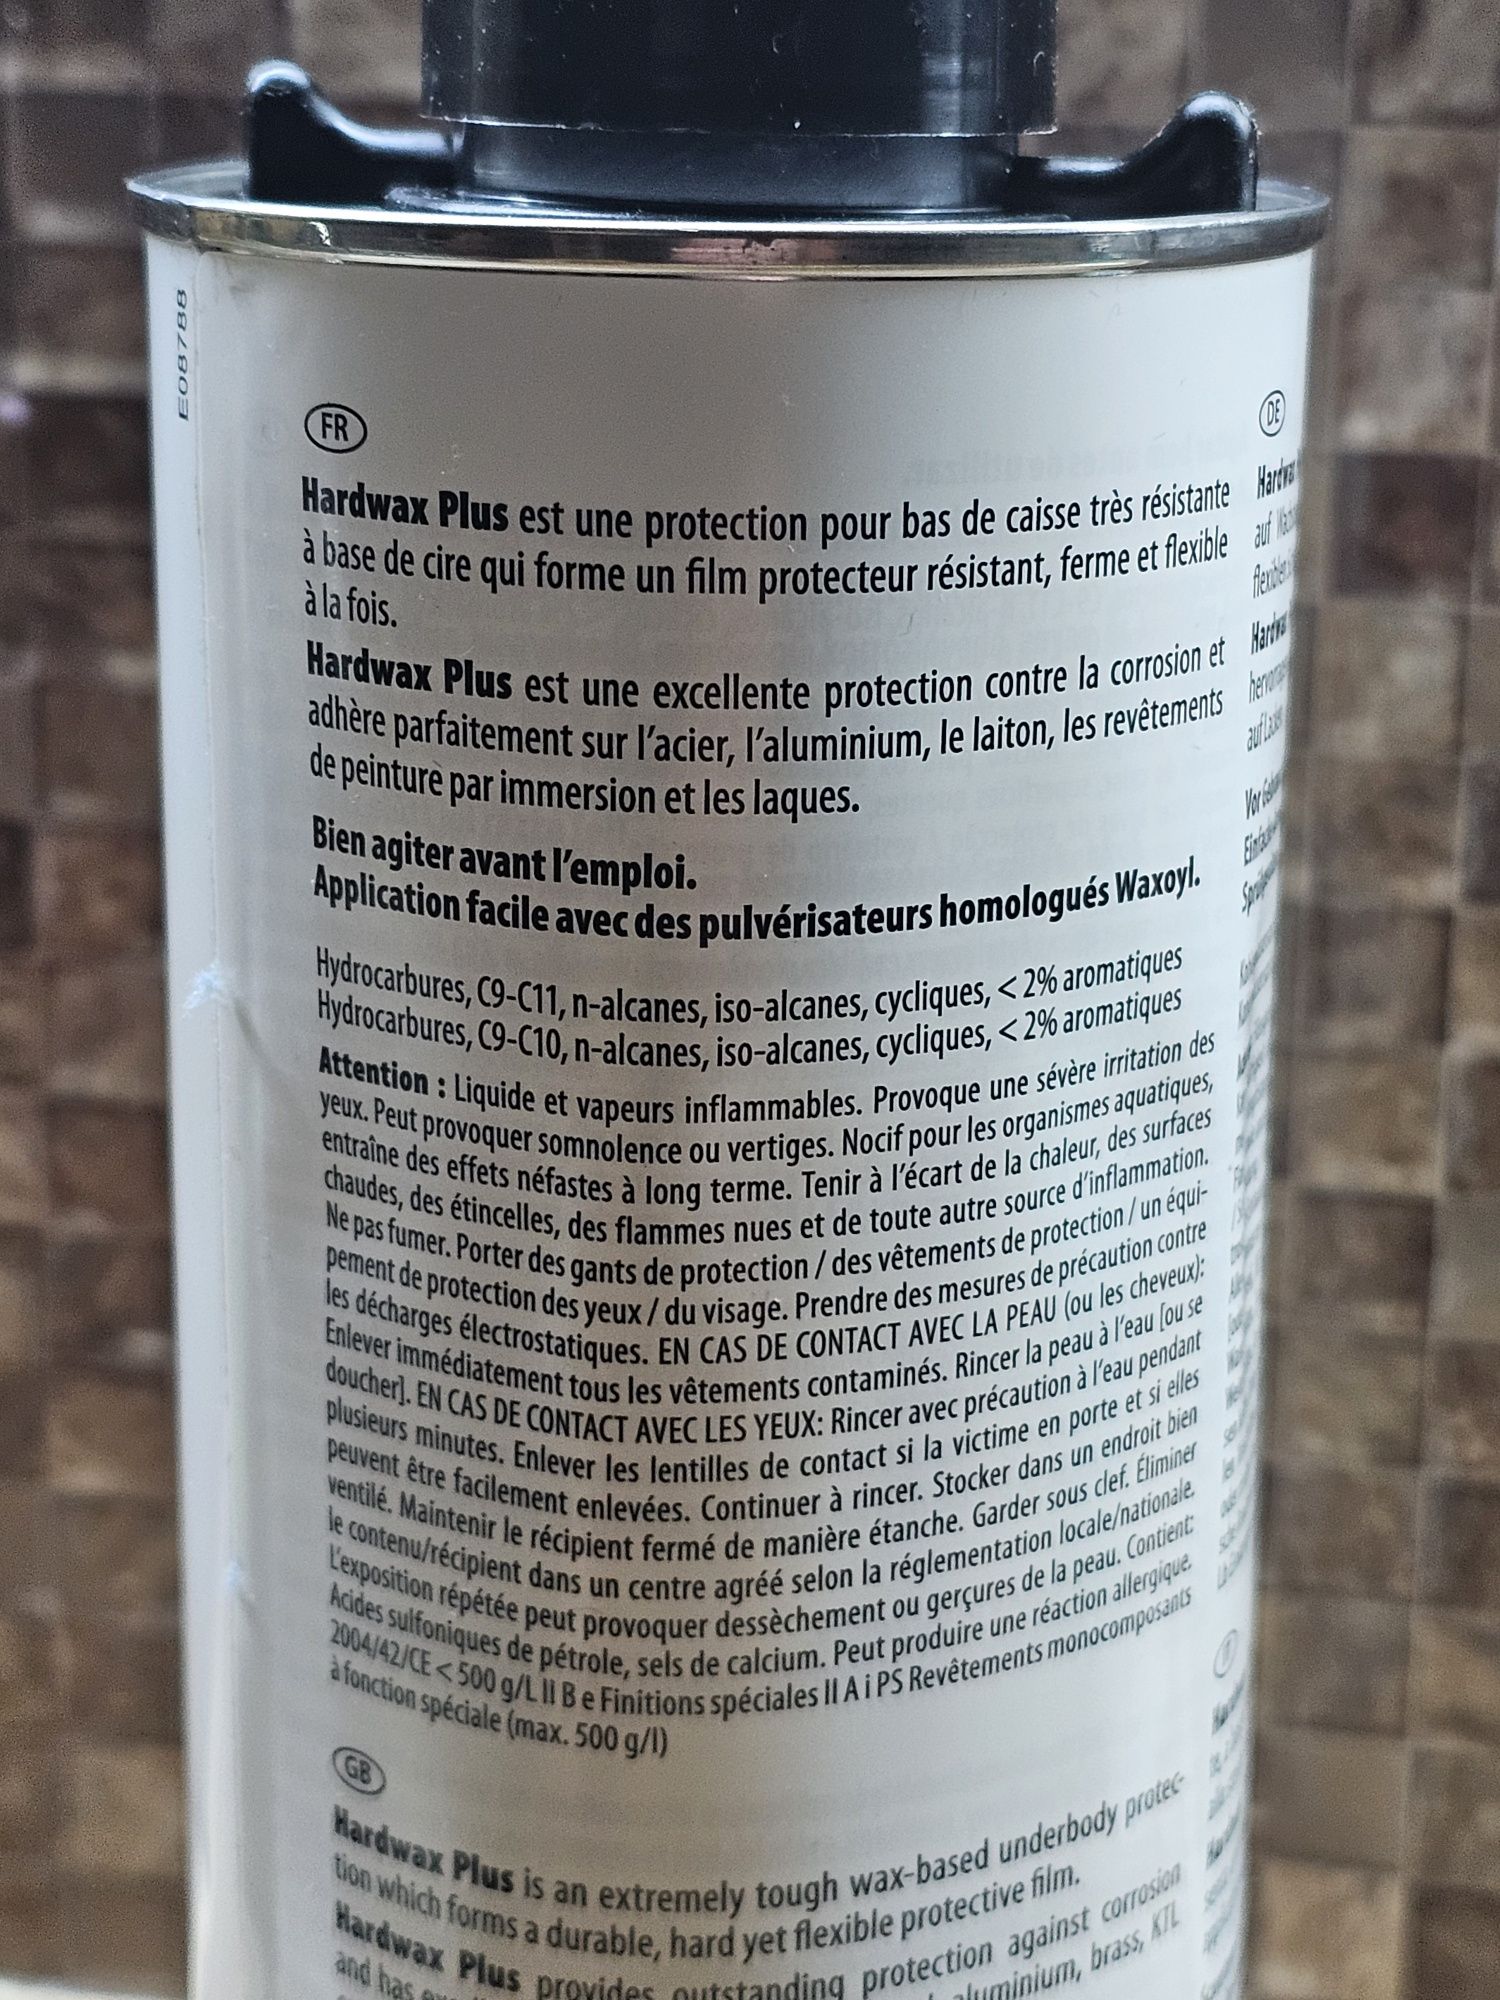 E08788
FR
Hardwax Plus est une protection pour bas de caisse très résistante
à base de cire qui forme un film protecteur résistant, ferme et flexible
à la fois.
Hardwax Plus est une excellente protection contre la corrosion et
adhère parfaitement sur l'acier, l'aluminium, le laiton, les revêtements
de peinture par immersion et les laques.
Bien agiter avant l'emploi.
Application facile avec des pulvérisateurs homologués Waxoyl.
Hydrocarbures, C9-C11, n-alcanes, iso-alcanes, cycliques, < 2% aromatiques
Hydrocarbures, C9-C10, n-alcanes, iso-alcanes, cycliques, < 2% aromatiques
Attention : Liquide et vapeurs inflammables. Provoque une sévère irritation des
yeux. Peut provoquer somnolence ou vertiges. Nocif pour les organismes aquatiques,
entraîne des effets néfastes à long terme. Tenir à l'écart de la chaleur, des surfaces
chaudes, des étincelles, des flammes nues et de toute autre source d'inflammation.
Ne pas fumer. Porter des gants de protection / des vêtements de protection / un équi-
pement de protection des yeux / du visage. Prendre des mesures de précaution contre
les décharges électrostatiques. EN CAS DE CONTACT AVEC LA PEAU (ou les cheveux):
Enlever immédiatement tous les vêtements contaminés. Rincer la peau à l'eau [ou se
doucher]. EN CAS DE CONTACT AVEC LES YEUX: Rincer avec précaution à l'eau pendant
plusieurs minutes. Enlever les lentilles de contact si la victime en porte et si elles
peuvent être facilement enlevées. Continuer à rincer. Stocker dans un endroit bien
ventilé. Maintenir le récipient fermé de manière étanche. Garder sous clef. Éliminer
le contenu/récipient dans un centre agréé selon la réglementation locale/nationale.
L'exposition répétée peut provoquer dessèchement ou gerçures de la peau. Contient:
Acides sulfoniques de pétrole, sels de calcium. Peut produire une réaction allergique.
2004/42/CE < 500 g/L II B e Finitions spéciales II A i PS Revêtements monocomposants
à fonction spéciale (max. 500 g/l)
GB
Hardwax Plus is an extremely tough wax-based underbody protec-
tion which forms a durable, hard yet flexible protective film.
Hardwax Plus provides outstanding protection against corrosion
and has aluminium, brass, KTL
DE
auf
Vor